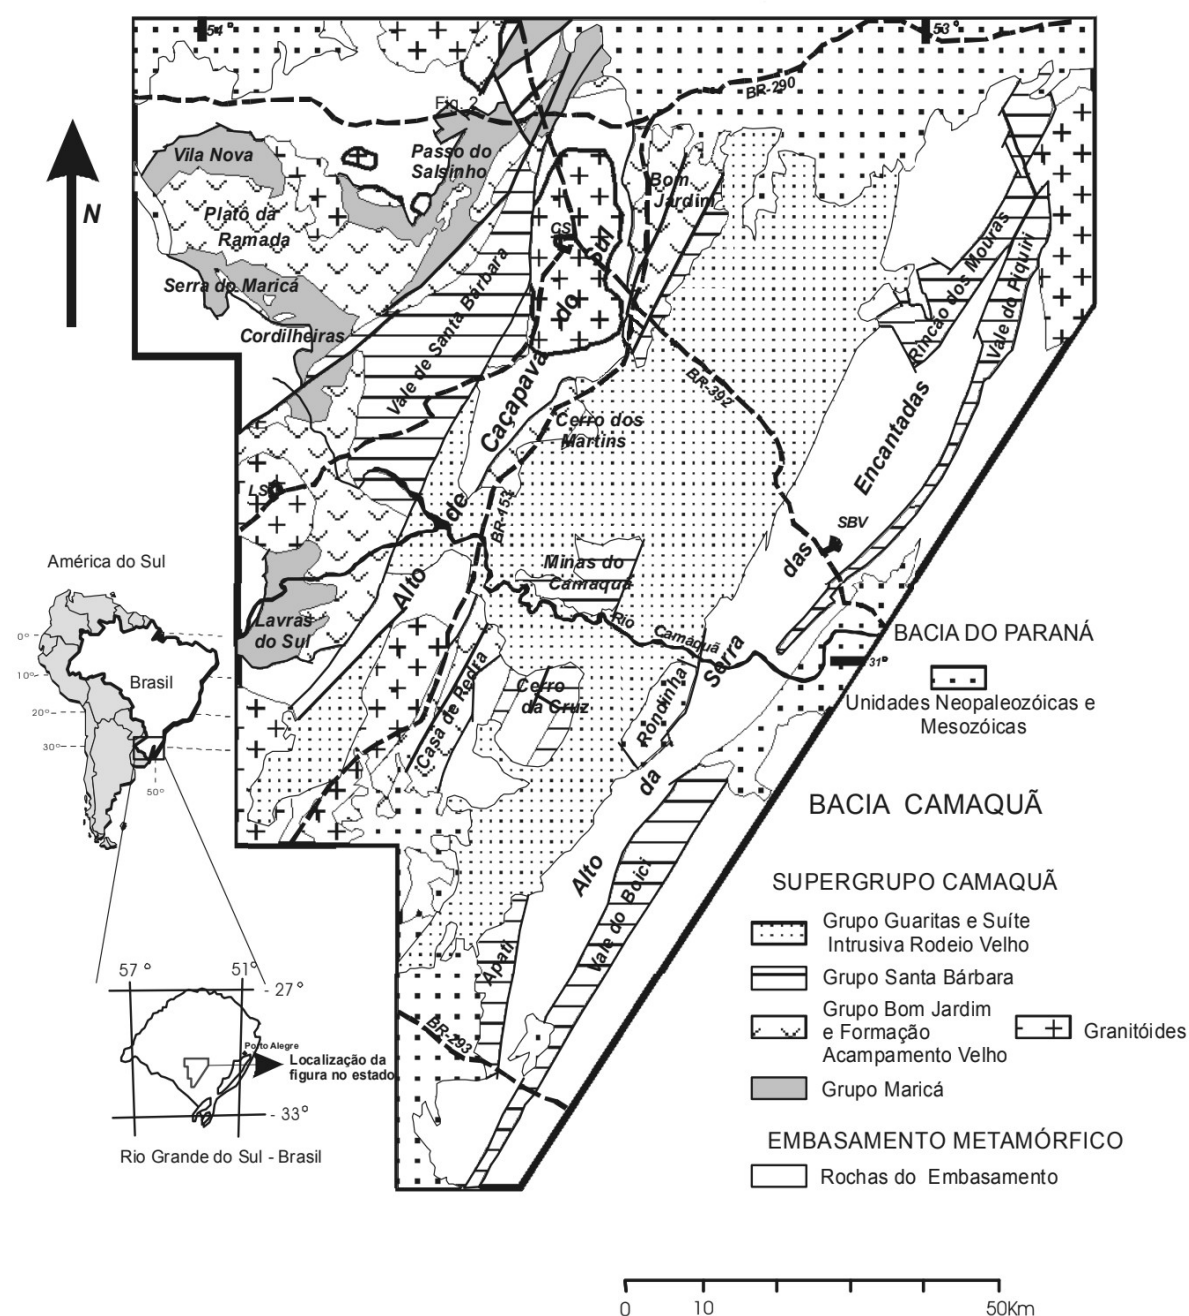 54°
53°
BR-290
Fig. 2
Vila Nova
Passo do
Salsinho
Bom
Jardim
N
Platô da
Ramada
CS
Serra do Maricá
Cordilheiras
Vale de Santa Bárbara
Rincão dos Mouras
Vale do Piquiri
Alto de Caçapava do Sul
BR-392
Cerro dos
Martins
LS
BR-153
SBV
Alto da Serra das Encantadas
Minas do
Camaquã
Rio Camaquã
Lavras
do Sul
31°
Casa de Pedra
Cerro
da Cruz
Rondinha
Apati
Vale do Boici
BR-293
América do Sul
0°
10°
20°
30°
50°
Brasil
57°
51°
27°
Porto Alegre
Localização da
figura no estado
33°
Rio Grande do Sul - Brasil
BACIA DO PARANÁ
Unidades Neopaleozóicas e
Mesozóicas
BACIA CAMAQUÃ
SUPERGRUPO CAMAQUÃ
Grupo Guaritas e Suíte
Intrusiva Rodeio Velho
Grupo Santa Bárbara
Grupo Bom Jardim
e Formação
Acampamento Velho
Granitóides
Grupo Maricá
EMBASAMENTO METAMÓRFICO
Rochas do Embasamento
0 10 50Km